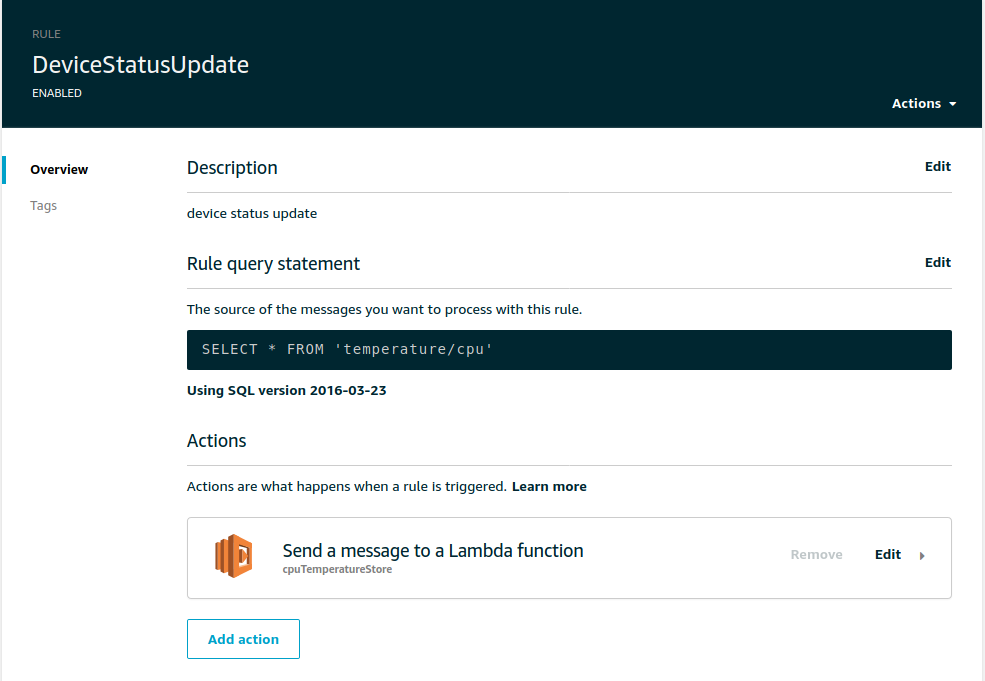 RULE
DeviceStatusUpdate
ENABLED
Actions
Overview
Tags
Description
Edit
device status update
Rule query statement
Edit
The source of the messages you want to process with this rule.
SELECT * FROM 'temperature/cpu'
Using SQL version 2016-03-23
Actions
Actions are what happens when a rule is triggered. Learn more
Send a message to a Lambda function
cpuTemperatureStore
Remove
Edit
Add action